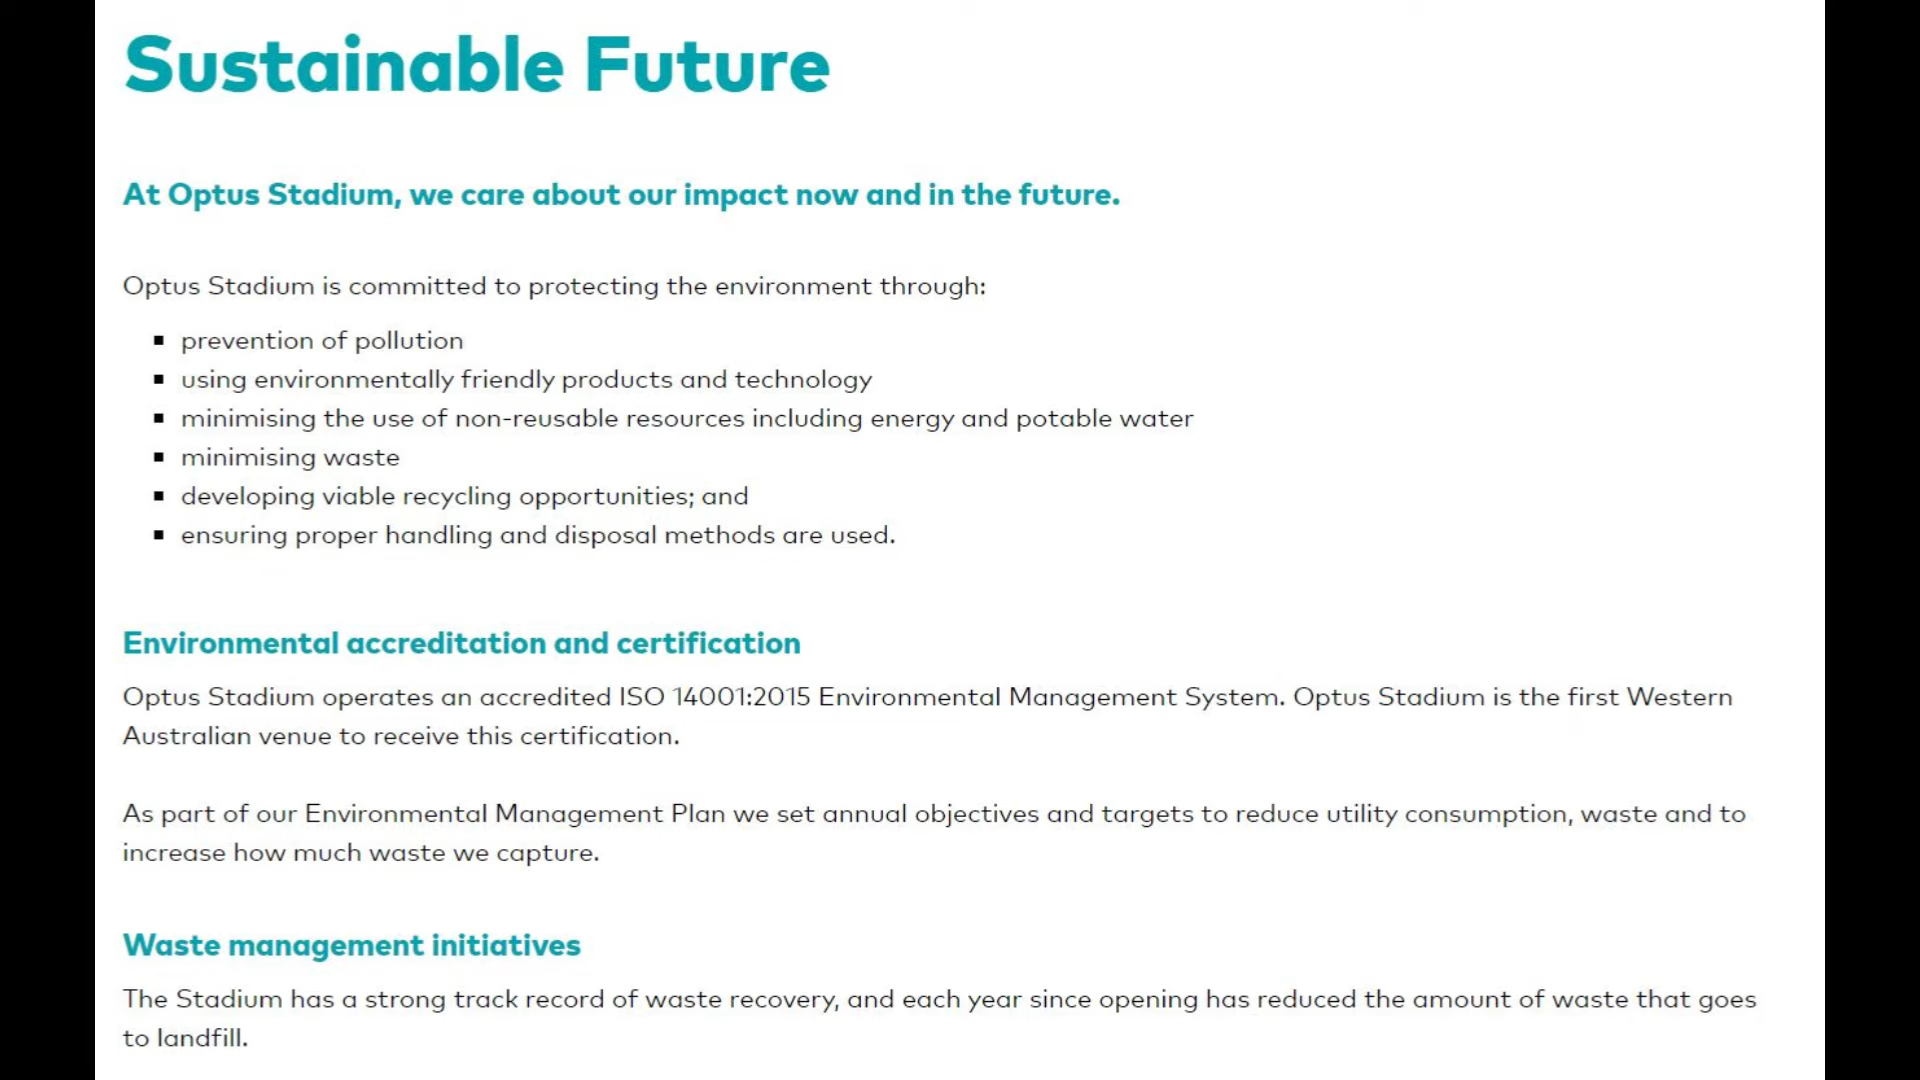 Sustainable Future
At Optus Stadium, we care about our impact now and in the future.
Optus Stadium is committed to protecting the environment through:
▪ prevention of pollution
▪ using environmentally friendly products and technology
▪ minimising the use of non-reusable resources including energy and potable water
▪ minimising waste
▪ developing viable recycling opportunities; and
▪ ensuring proper handling and disposal methods are used.
Environmental accreditation and certification
Optus Stadium operates an accredited ISO 14001:2015 Environmental Management System. Optus Stadium is the first Western
Australian venue to receive this certification.
As part of our Environmental Management Plan we set annual objectives and targets to reduce utility consumption, waste and to
increase how much waste we capture.
Waste management initiatives
The Stadium has a strong track record of waste recovery, and each year since opening has reduced the amount of waste that goes
to landfill.